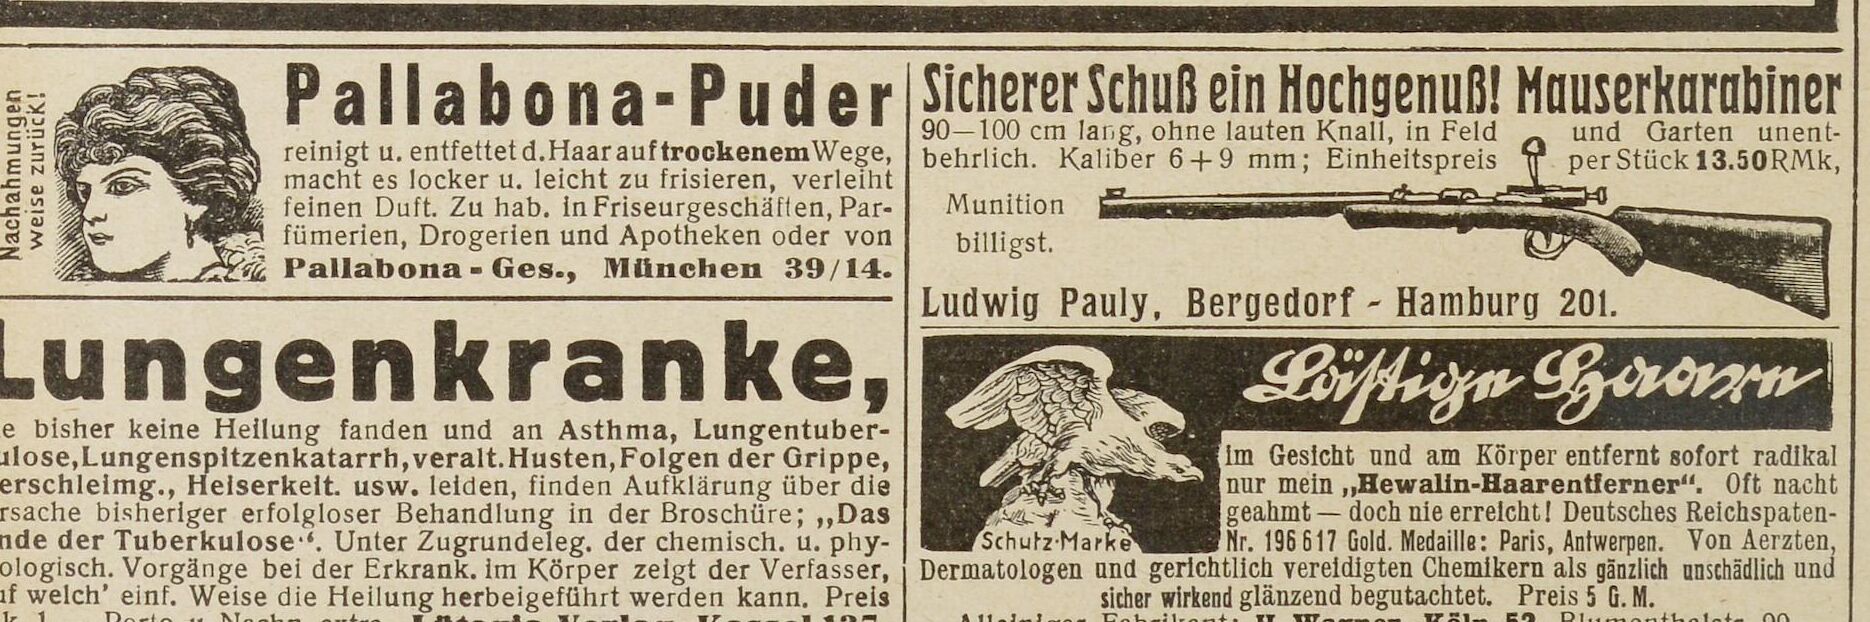 Nachahmungen
weise zurück!
Pallabona-Puder
reinigt u. entfettet d. Haar auf trockenem Wege,
macht es locker u. leicht zu frisieren, verleiht
feinen Duft. Zu hab. in Friseurgeschäften, Par-
fümerien, Drogerien und Apotheken oder von
Pallabona-Ges., München 39/14.
Lungenkranke,
bisher keine Heilung fanden und an Asthma, Lungentuber-
ulose, Lungenspitzenkatarrh, veralt. Husten, Folgen der Grippe,
erschleimg., Heiserkeit. usw. leiden, finden Aufklärung über die
rsache bisheriger erfolgloser Behandlung in der Broschüre; „Das
nde der Tuberkulose“. Unter Zugrundeleg. der chemisch. u. phy-
ologisch. Vorgänge bei der Erkrank. im Körper zeigt der Verfasser,
uf welch' einf. Weise die Heilung herbeigeführt werden kann. Preis
Sicherer Schuß ein Hochgenuß! Mauserkarabiner
90—100 cm lang, ohne lauten Knall, in Feld und Garten unent-
behrlich. Kaliber 6+9 mm; Einheitspreis per Stück 13.50 RMk,
Munition
billigst.
Ludwig Pauly, Bergedorf - Hamburg 201.
Lästige Haare
Schutz-Marke
im Gesicht und am Körper entfernt sofort radikal
nur mein „Hewalin-Haarentferner“. Oft nacht
geahmt — doch nie erreicht! Deutsches Reichspaten-
Nr. 196617 Gold. Medaille: Paris, Antwerpen. Von Aerzten,
Dermatologen und gerichtlich vereidigten Chemikern als gänzlich unschädlich und
sicher wirkend glänzend begutachtet. Preis 5 G. M.